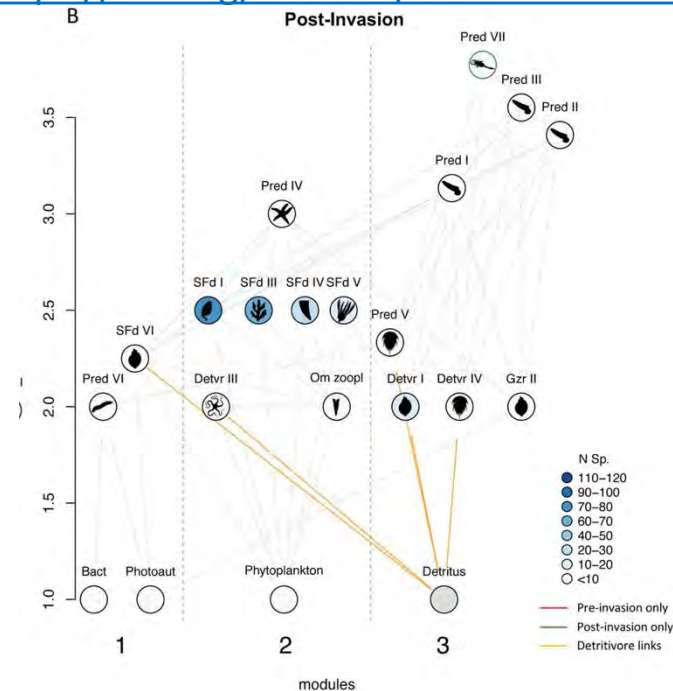 B
Post-Invasion
Pred VII
Pred III
Pred II
Pred I
Pred IV
SFd I SFd III SFd IV SFd V
Pred V
SFd VI
Pred VI Detvr III Om zoopl Detvr I Detvr IV Gzr II
Bact Photoaut Phytoplankton Detritus
3.5
3.0
2.5
2.0
1.5
1.0
N Sp.
110–120
90–100
70–80
60–70
40–50
20–30
10–20
<10
Pre-invasion only
Post-invasion only
Detritivore links
1 2 3
modules